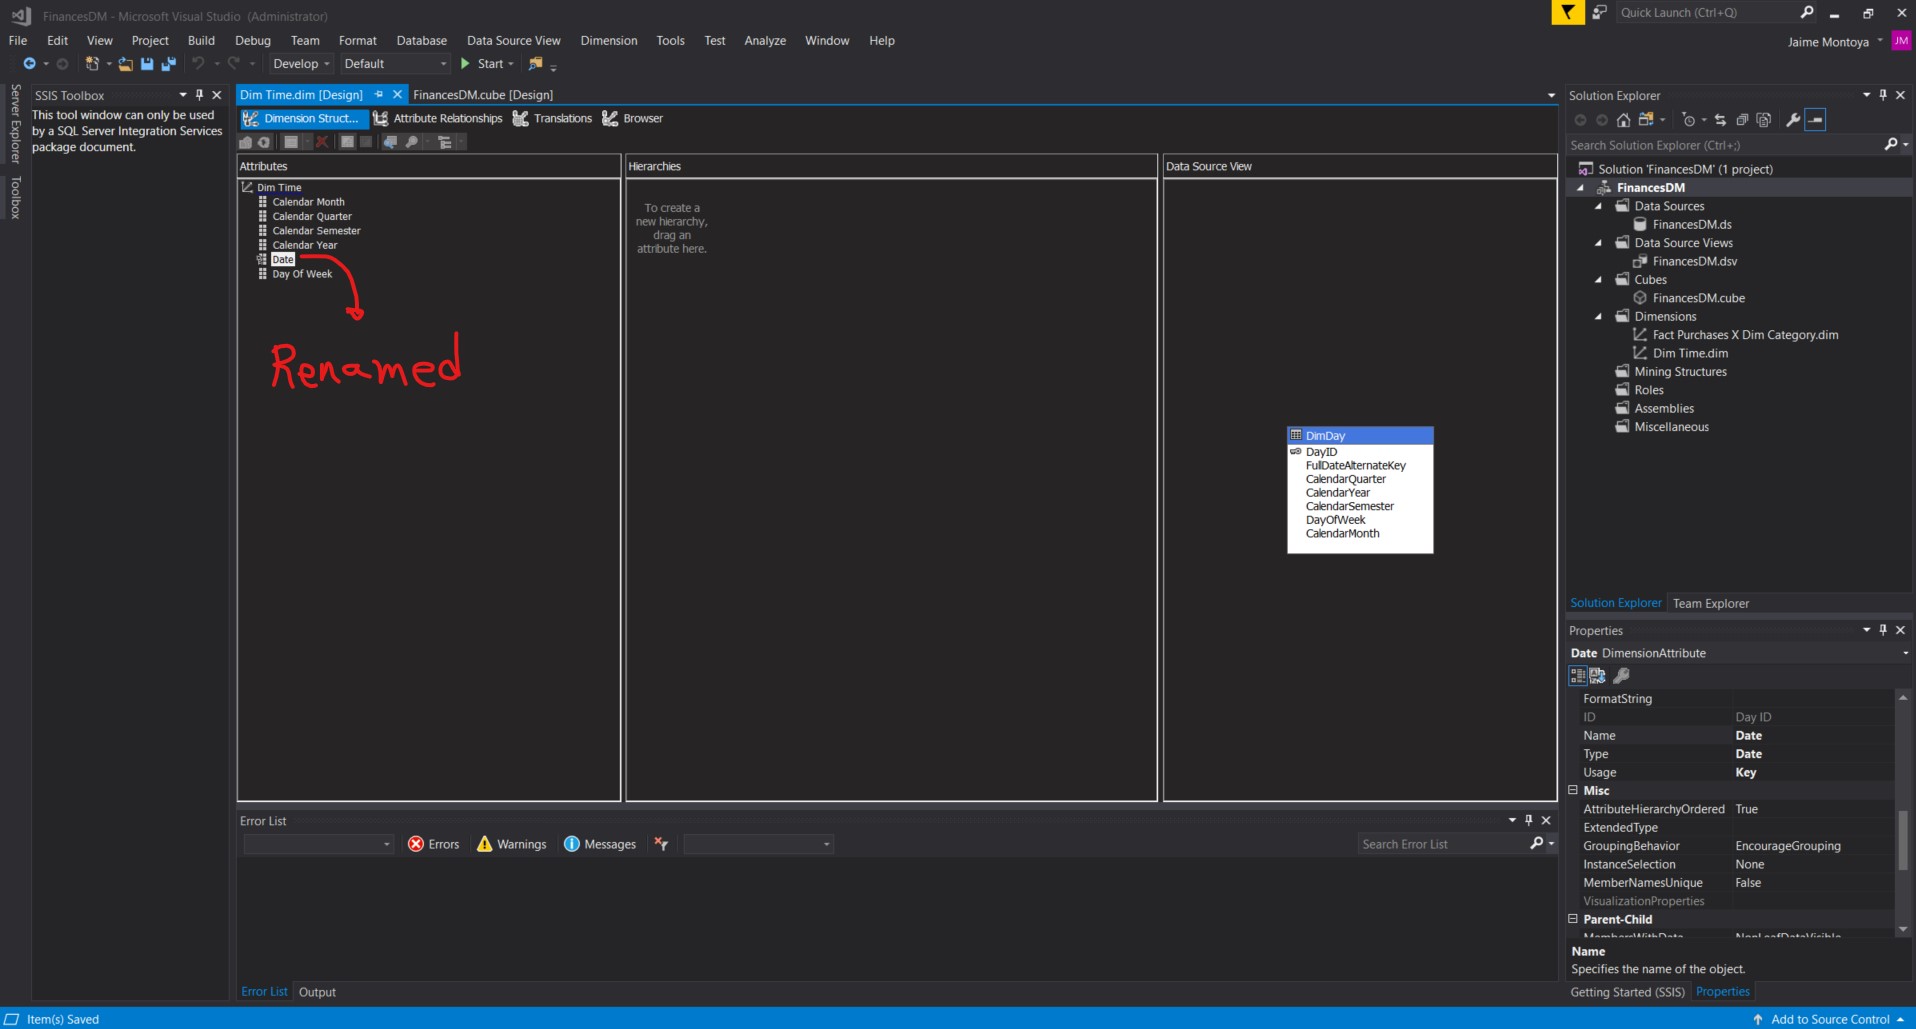 FinancesDM - Microsoft Visual Studio (Administrator)
Quick Launch (Ctrl+Q)
File Edit View Project Build Debug Team Format Database Data Source View Dimension Tools Test Analyze Window Help
Jaime Montoya JM
Develop Default Start
Server Explorer
Toolbox
SSIS Toolbox
This tool window can only be used
by a SQL Server Integration Services
package document.
Dim Time.dim [Design] FinancesDM.cube [Design]
Dimension Struct... Attribute Relationships Translations Browser
Attributes
Dim Time
Calendar Month
Calendar Quarter
Calendar Semester
Calendar Year
Date
Day Of Week
Renamed
Hierarchies
To create a
new hierarchy,
drag an
attribute here.
Data Source View
DimDay
DayID
FullDateAlternateKey
CalendarQuarter
CalendarYear
CalendarSemester
DayOfWeek
CalendarMonth
Error List
Errors Warnings Messages
Search Error List
Error List Output
Solution Explorer
Search Solution Explorer (Ctrl+;)
Solution 'FinancesDM' (1 project)
FinancesDM
Data Sources
FinancesDM.ds
Data Source Views
FinancesDM.dsv
Cubes
FinancesDM.cube
Dimensions
Fact Purchases X Dim Category.dim
Dim Time.dim
Mining Structures
Roles
Assemblies
Miscellaneous
Solution Explorer Team Explorer
Properties
Date DimensionAttribute
FormatString
ID Day ID
Name Date
Type Date
Usage Key
Misc
AttributeHierarchyOrdered True
ExtendedType
GroupingBehavior EncourageGrouping
InstanceSelection None
MemberNamesUnique False
VisualizationProperties
Parent-Child
MembersWithData NonLeafDataVisible
Name
Specifies the name of the object.
Getting Started (SSIS) Properties
Item(s) Saved
Add to Source Control